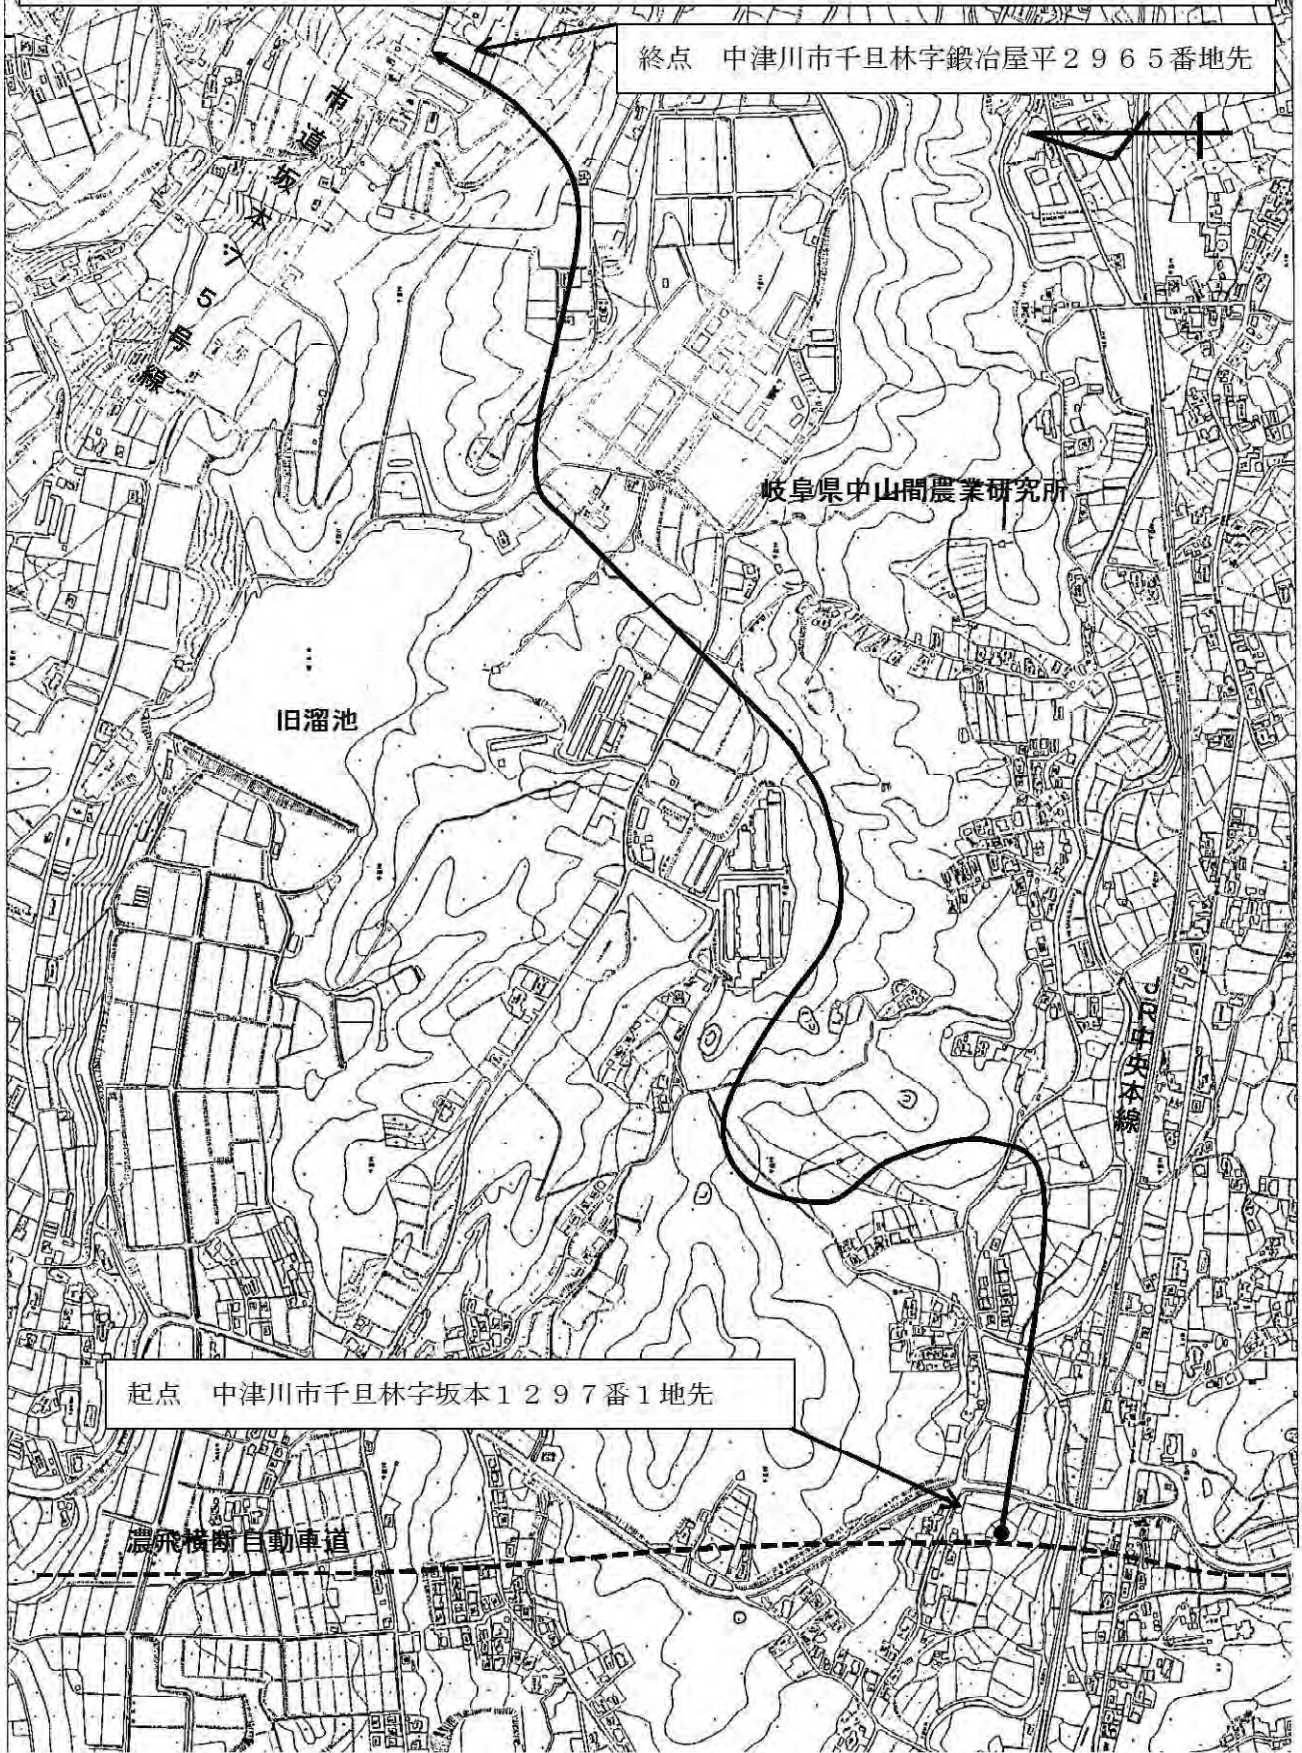 終点　中津川市千旦林字鍛冶屋平２９６５番地先
市道坂本275号線
岐阜県中山間農業研究所
旧溜池
JR中央本線
起点　中津川市千旦林字坂本１２９７番１地先
濃飛横断自動車道